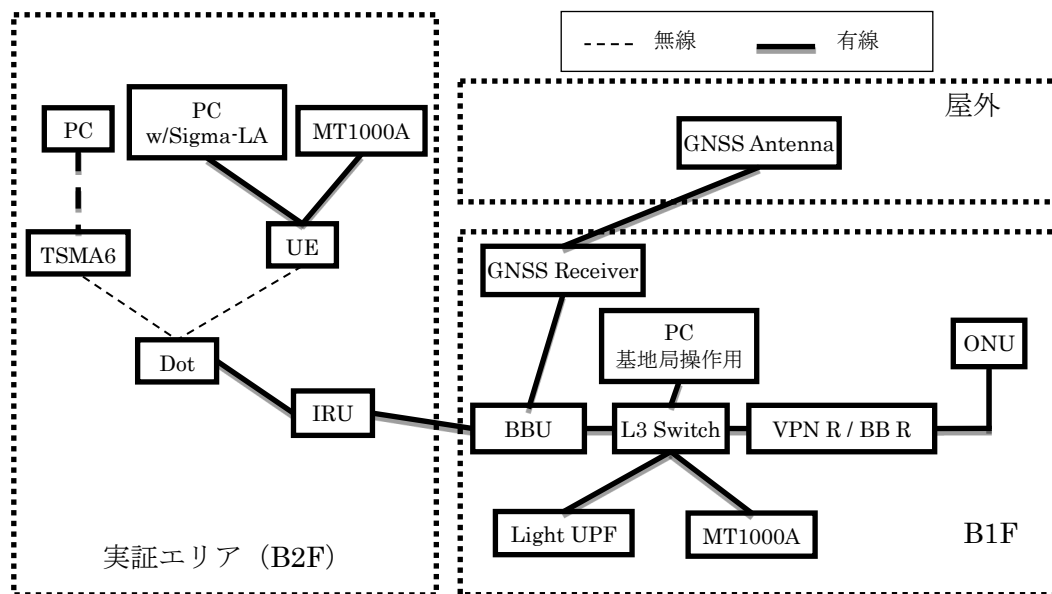 無線
有線
屋外
PC
PC
w/Sigma-LA
MT1000A
GNSS Antenna
TSMA6
UE
GNSS Receiver
PC
基地局操作用
ONU
Dot
IRU
BBU
L3 Switch
VPN R / BB R
Light UPF
MT1000A
実証エリア（B2F）
B1F